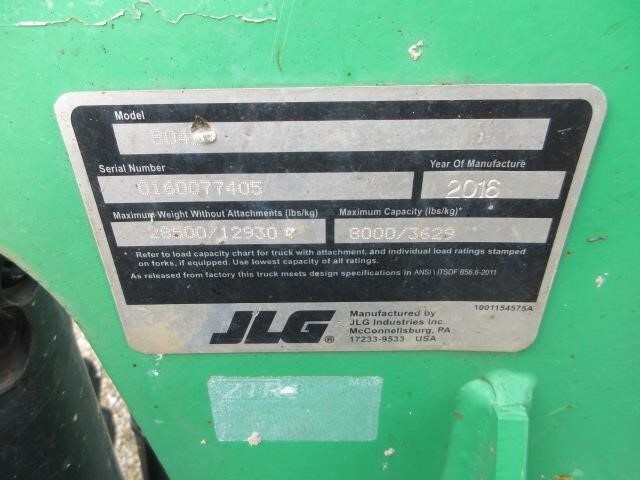 Model
8042
Serial Number
Year Of Manufacture
0160077405
2016
Maximum Weight Without Attachments (lbs/kg)
Maximum Capacity (lbs/kg)*
28500/12930
8000/3629
* Refer to load capacity chart for truck with attachment, and individual load ratings stamped
on forks, if equipped. Use lowest capacity of all ratings.
As released from factory this truck meets design specifications in ANSI \ ITSDF B56.6-2011
1001154575A
JLG®
Manufactured by
JLG Industries Inc.
McConnellsburg, PA
17233-9533 USA